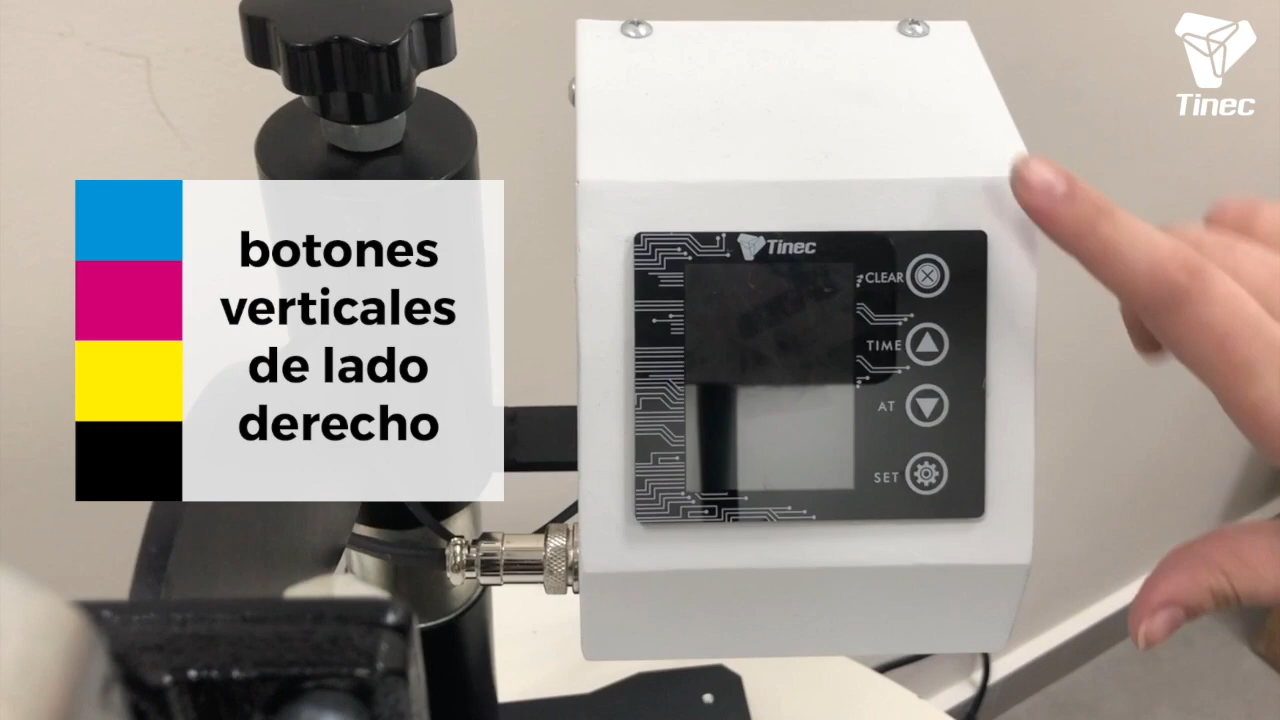 Tinec
botones
verticales
de lado
derecho
Tinec
CLEAR
TIME
AT
SET